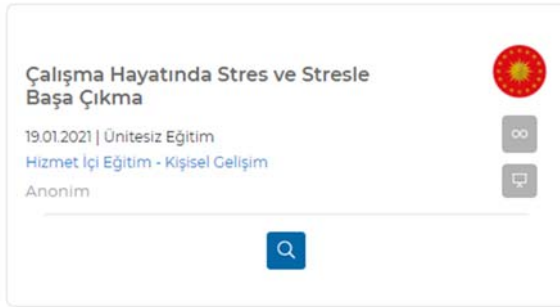 Çalışma Hayatında Stres ve Stresle
Başa Çıkma
19.01.2021 | Ünitesiz Eğitim
Hizmet İçi Eğitim - Kişisel Gelişim
Anonim